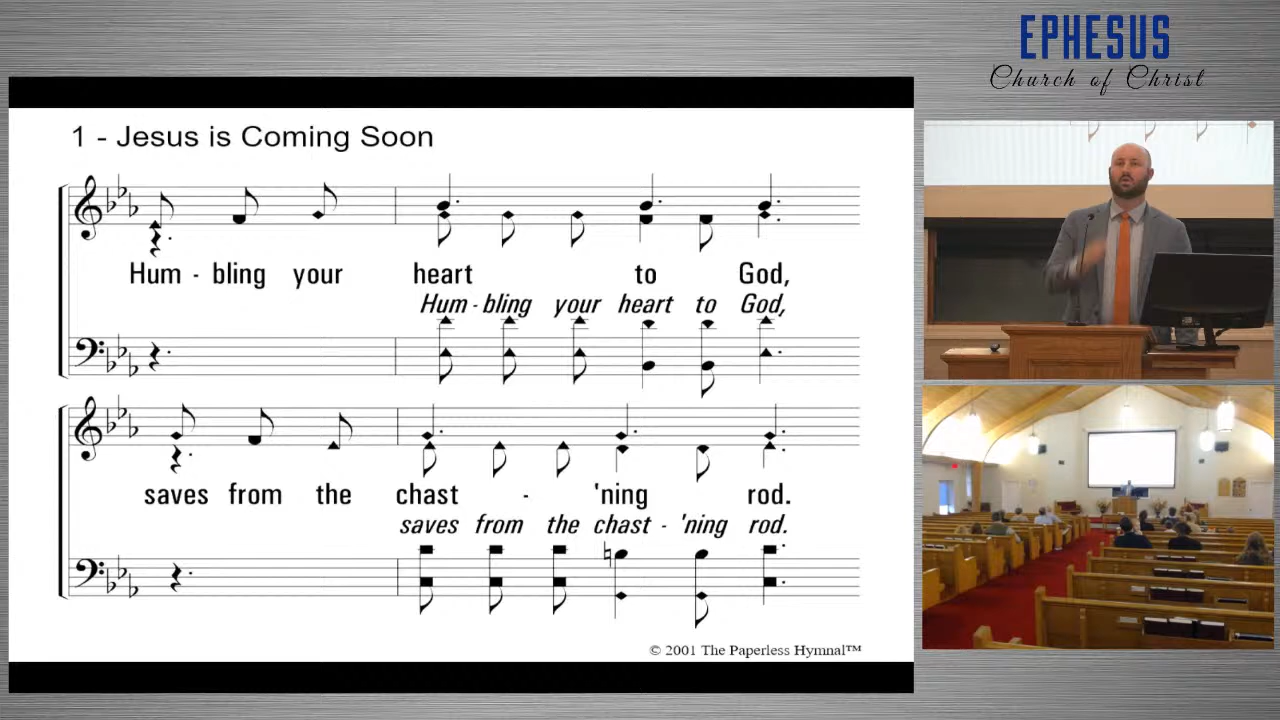 EPHESUS
Church of Christ
1 - Jesus is Coming Soon
Hum - bling your heart to God,
Hum - bling your heart to God,
saves from the chast - 'ning rod.
saves from the chast - 'ning rod.
© 2001 The Paperless Hymnal™